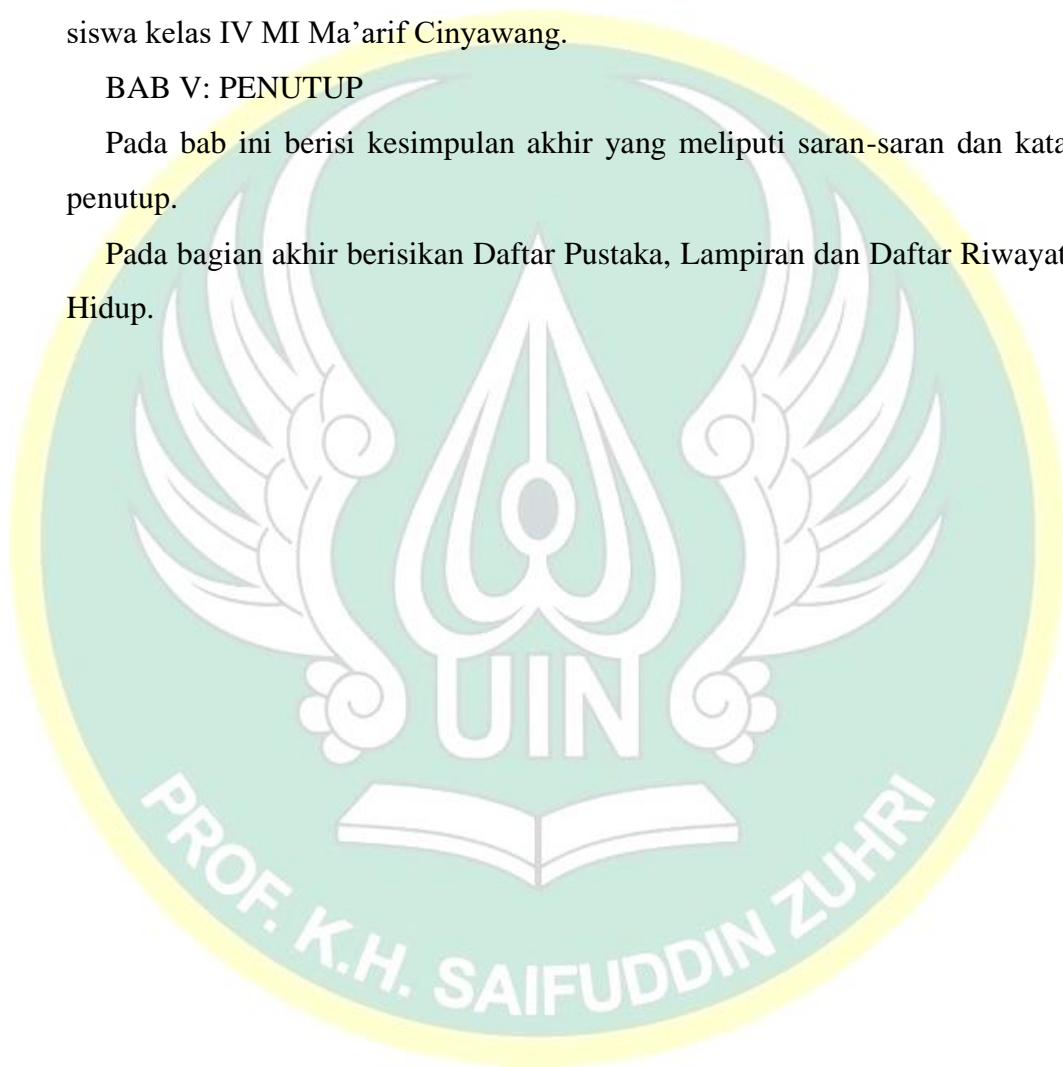 siswa kelas IV MI Ma’arif Cinyawang.
BAB V: PENUTUP
Pada bab ini berisi kesimpulan akhir yang meliputi saran-saran dan kata
penutup.
Pada bagian akhir berisikan Daftar Pustaka, Lampiran dan Daftar Riwayat
Hidup.
UIN
PROF. K.H. SAIFUDDIN ZUHRI